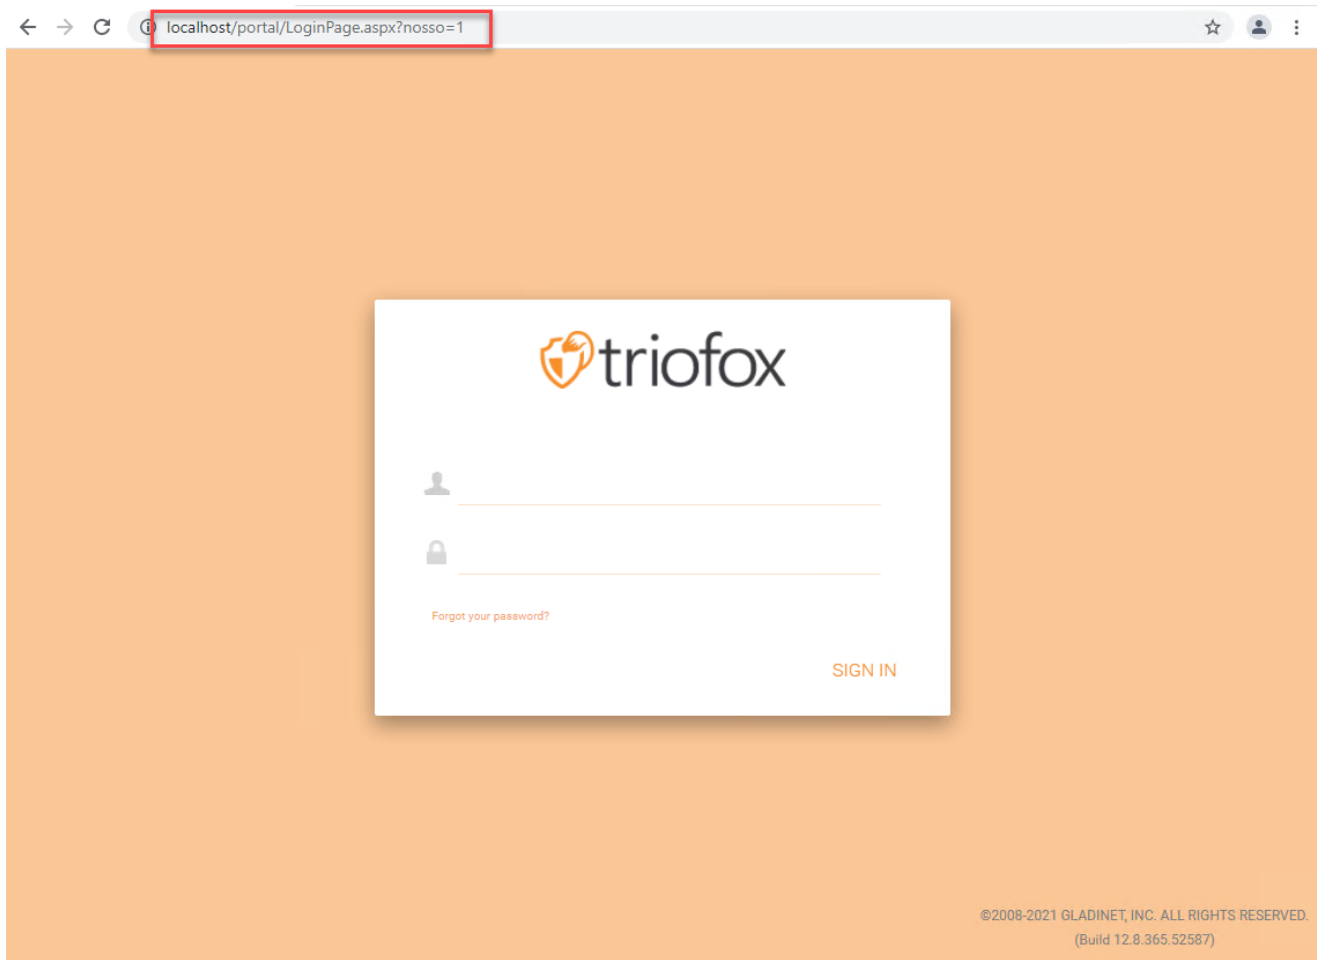 localhost/portal/LoginPage.aspx?nosso=1
triofox
Forgot your password?
SIGN IN
©2008-2021 GLADINET, INC. ALL RIGHTS RESERVED.
(Build 12.8.365.52587)